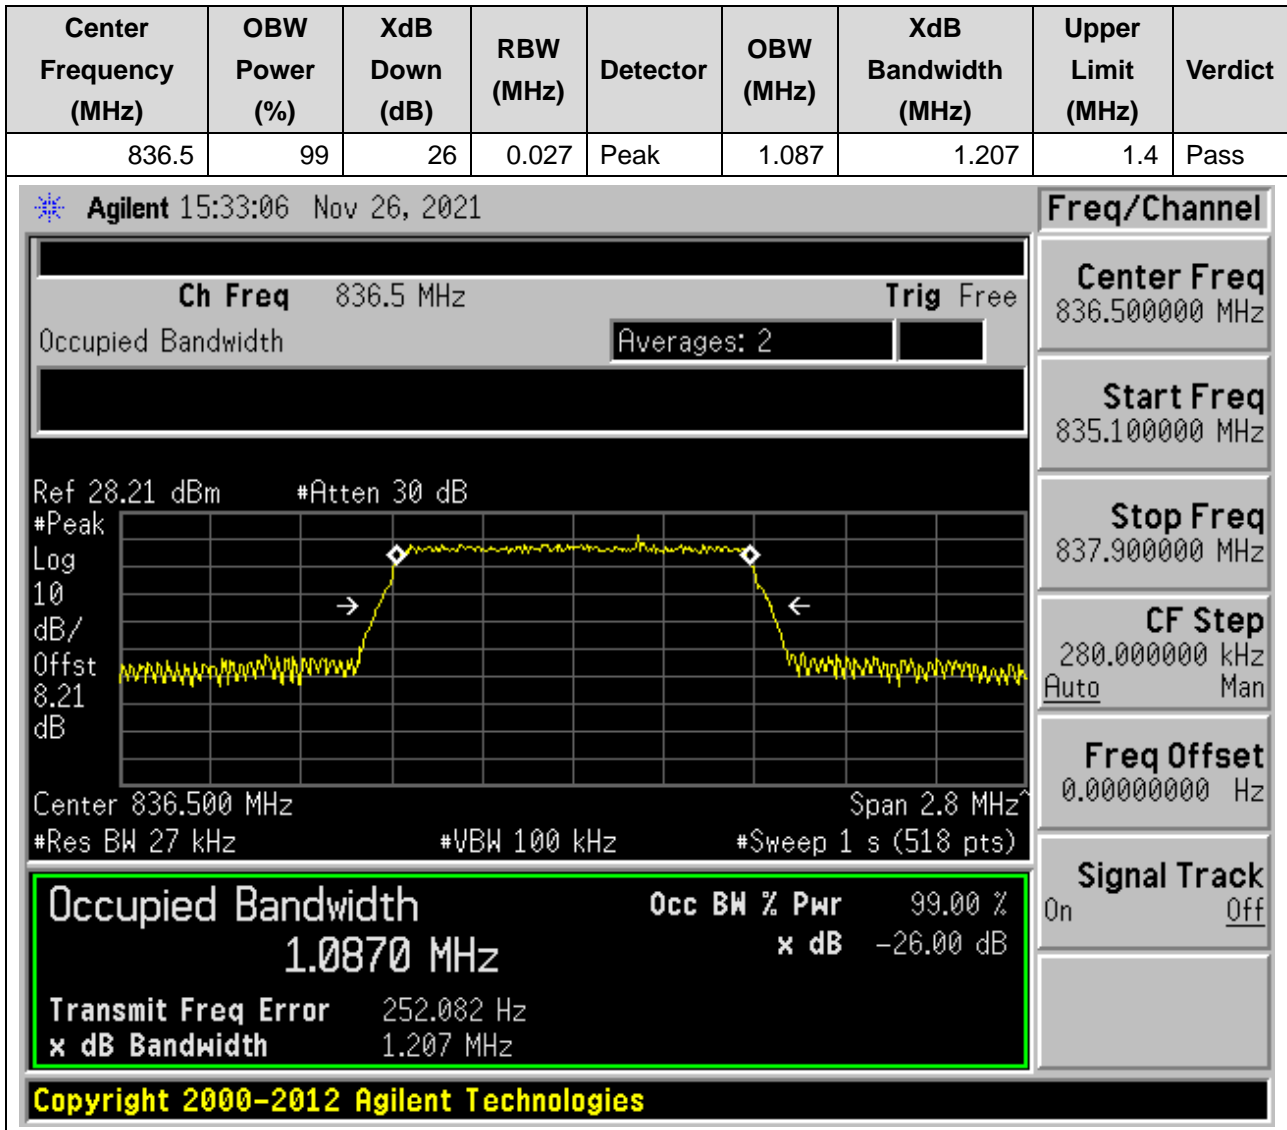 Center Frequency (MHz) OBW Power (%) XdB Down (dB) RBW (MHz) Detector OBW (MHz) XdB Bandwidth (MHz) Upper Limit (MHz) Verdict
836.5 99 26 0.027 Peak 1.087 1.207 1.4 Pass
Agilent 15:33:06 Nov 26, 2021
Ch Freq 836.5 MHz Trig Free
Occupied Bandwidth Averages: 2
Ref 28.21 dBm #Atten 30 dB
#Peak
Log
10
dB/
Offst
8.21
dB
Center 836.500 MHz Span 2.8 MHz^
#Res BW 27 kHz #VBW 100 kHz #Sweep 1 s (518 pts)
Occupied Bandwidth Occ BW % Pwr 99.00 %
1.0870 MHz x dB -26.00 dB
Transmit Freq Error 252.082 Hz
x dB Bandwidth 1.207 MHz
Copyright 2000-2012 Agilent Technologies
Freq/Channel
Center Freq
836.500000 MHz
Start Freq
835.100000 MHz
Stop Freq
837.900000 MHz
CF Step
280.000000 kHz
Auto Man
Freq Offset
0.00000000 Hz
Signal Track
On Off